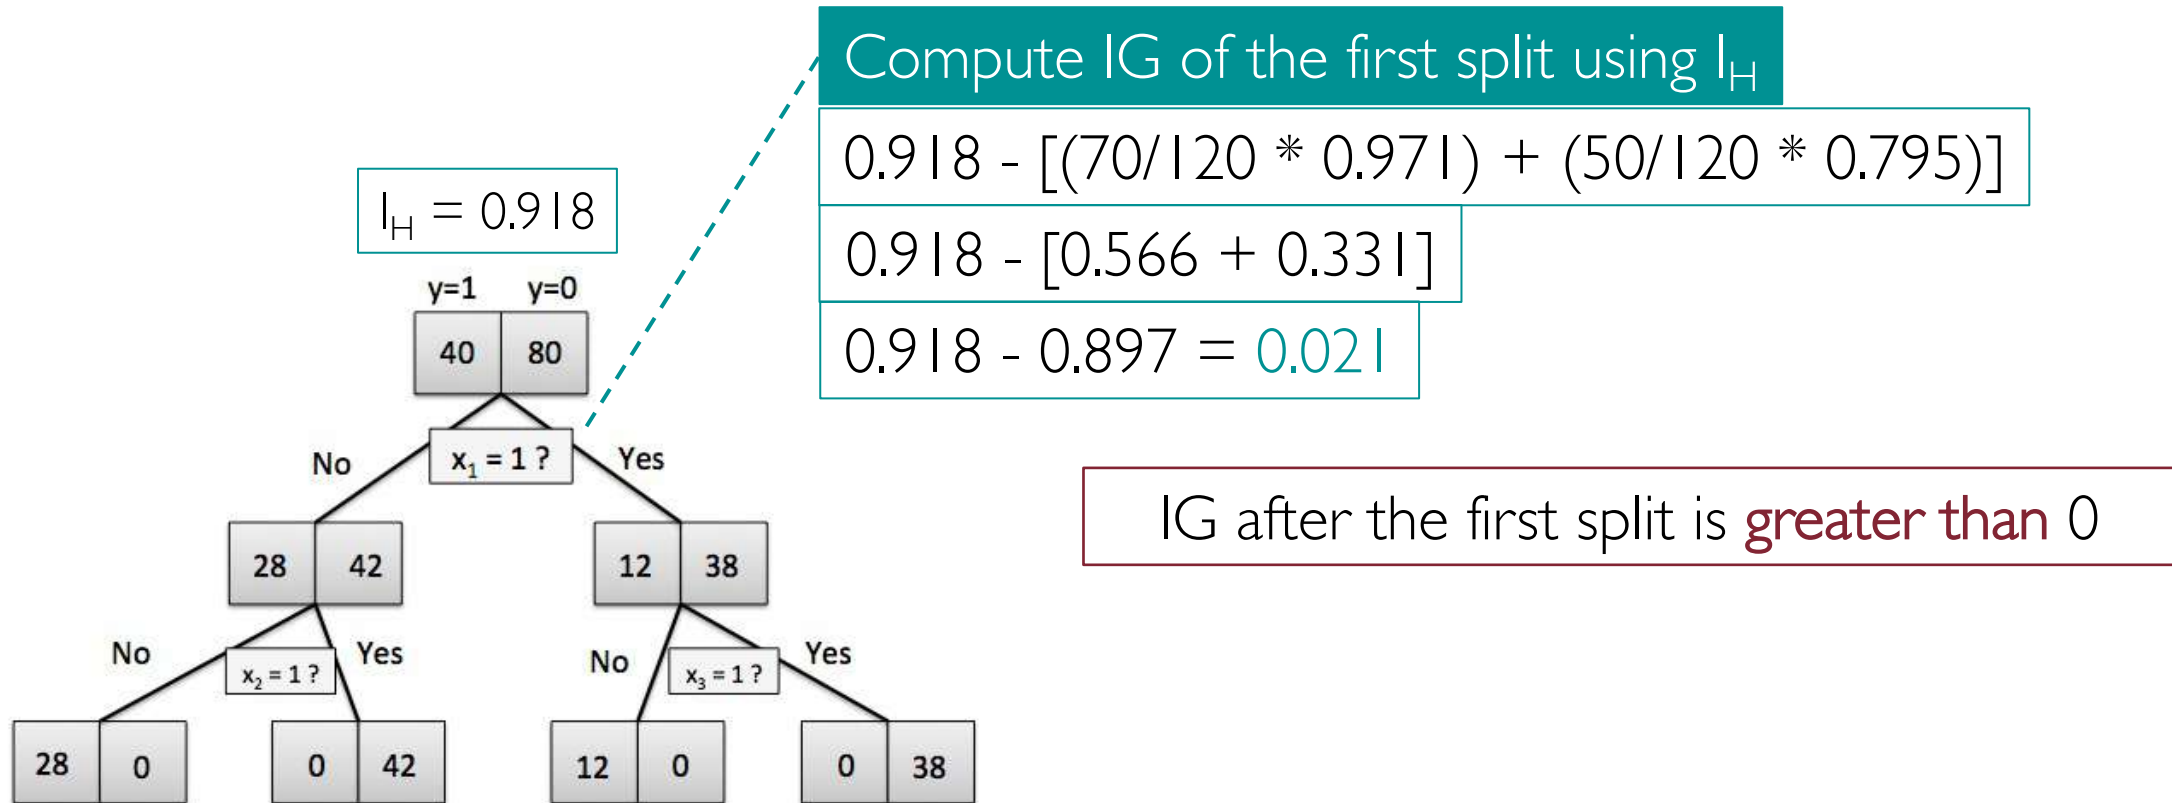 Compute IG of the first split using I_H
0.918 - [(70/120 * 0.971) + (50/120 * 0.795)]
I_H = 0.918
0.918 - [0.566 + 0.331]
y=1 y=0
0.918 - 0.897 = 0.021
40 80
No x₁ = 1 ? Yes
IG after the first split is greater than 0
28 42 12 38
No x₂ = 1 ? Yes No x₃ = 1 ? Yes
28 0 0 42 12 0 0 38